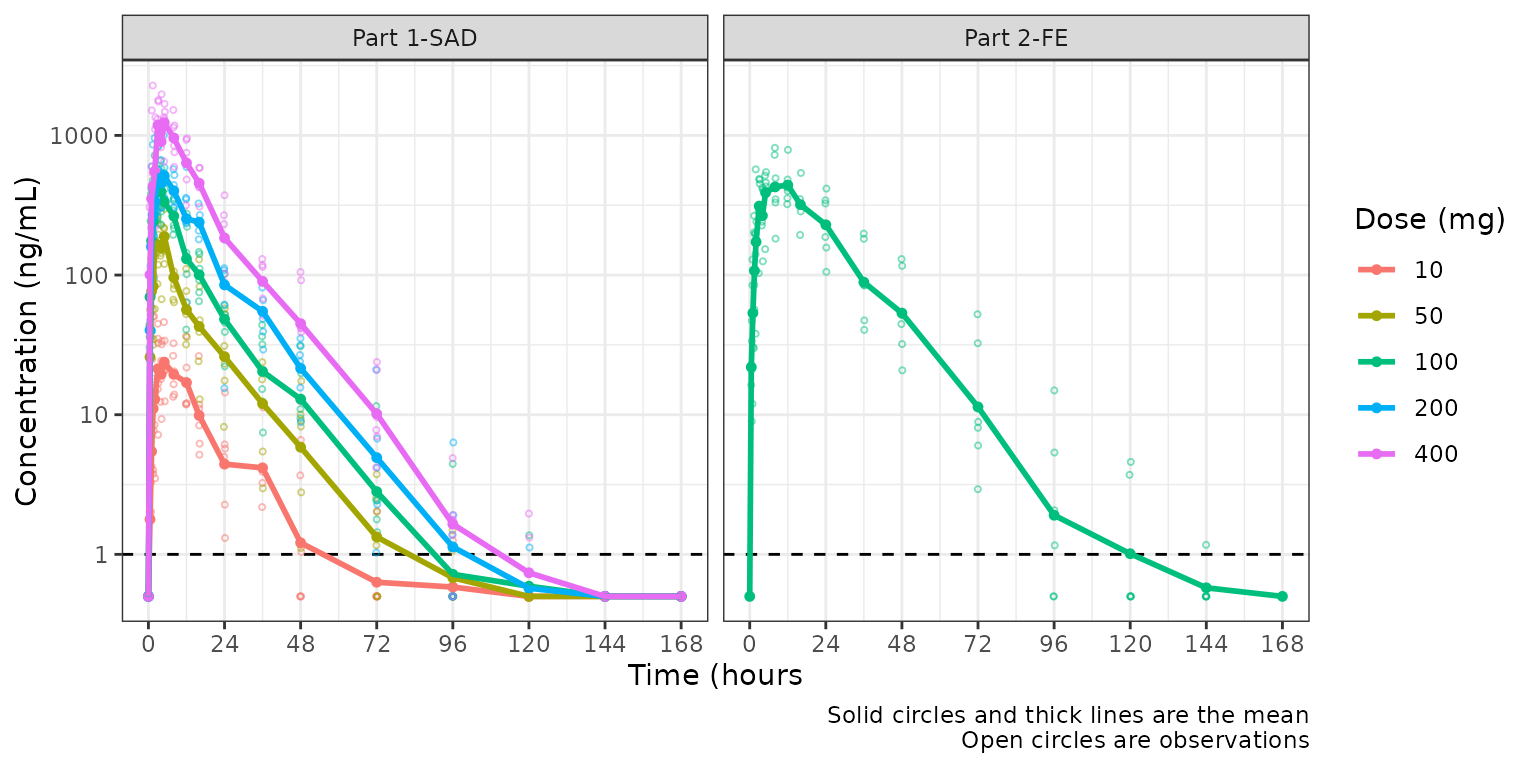 Part 1-SAD
Part 2-FE
Concentration (ng/mL)
1000
100
10
1
0 24 48 72 96 120 144 168
0 24 48 72 96 120 144 168
Time (hours
Dose (mg)
10
50
100
200
400
Solid circles and thick lines are the mean
Open circles are observations